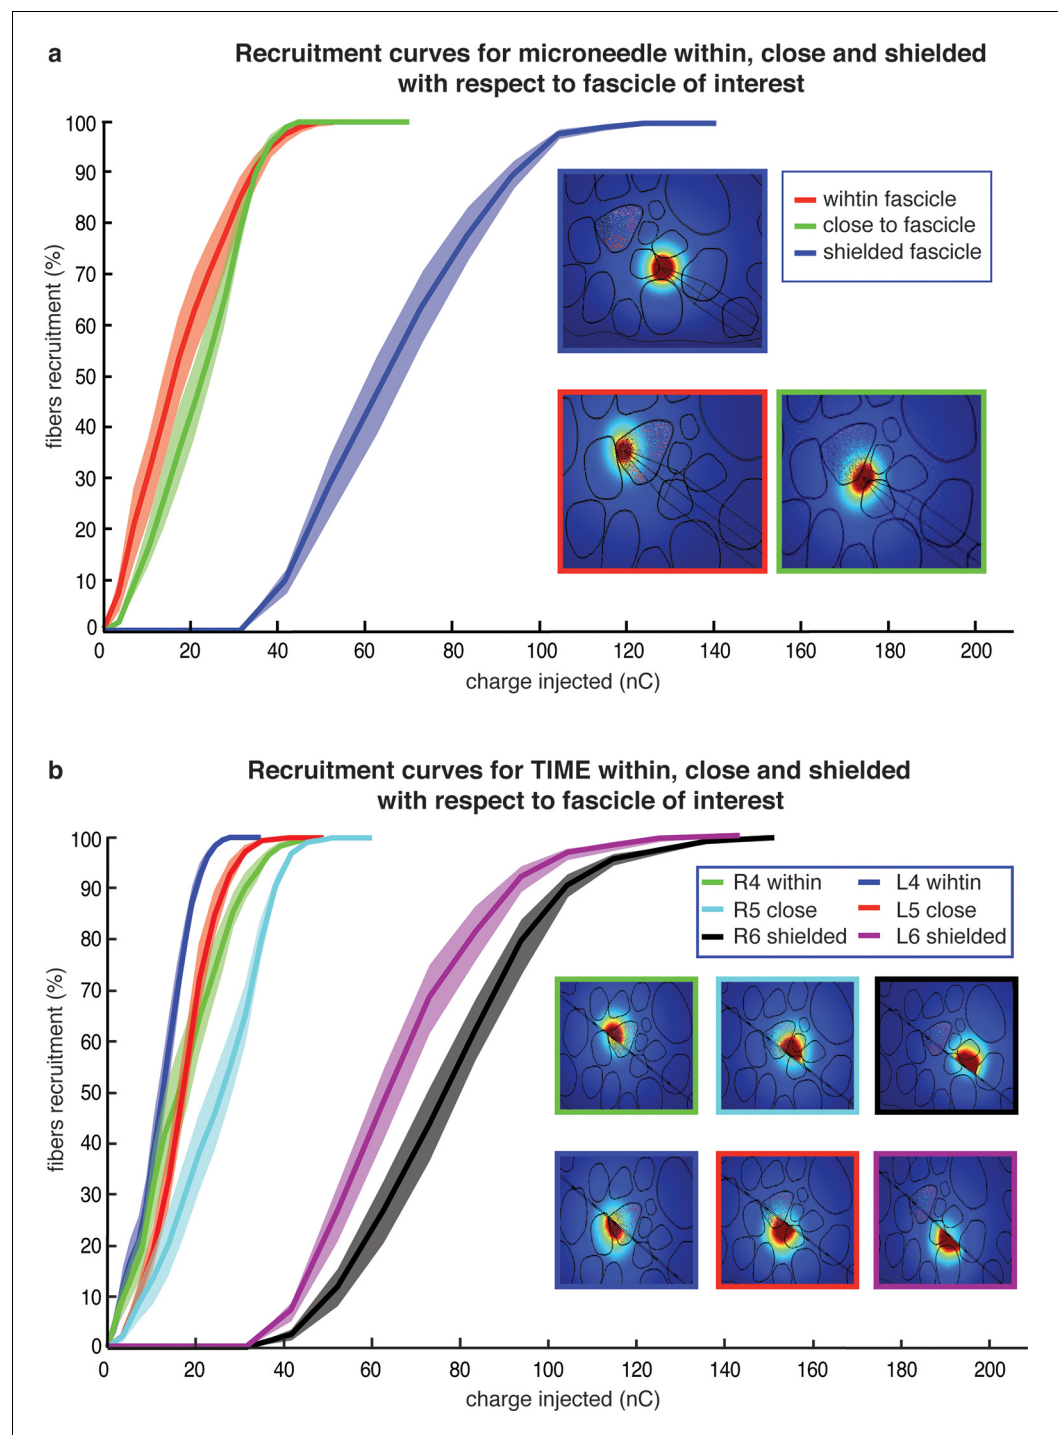 a
Recruitment curves for microneedle within, close and shielded
with respect to fascicle of interest
fibers recruitment (%)
100
90
80
70
60
50
40
30
20
10
0
0 20 40 60 80 100 120 140 160 180 200
charge injected (nC)
wihtin fascicle
close to fascicle
shielded fascicle
b
Recruitment curves for TIME within, close and shielded
with respect to fascicle of interest
fibers recruitment (%)
100
90
80
70
60
50
40
30
20
10
0
0 20 40 60 80 100 120 140 160 180 200
charge injected (nC)
R4 within L4 wihtin
R5 close L5 close
R6 shielded L6 shielded